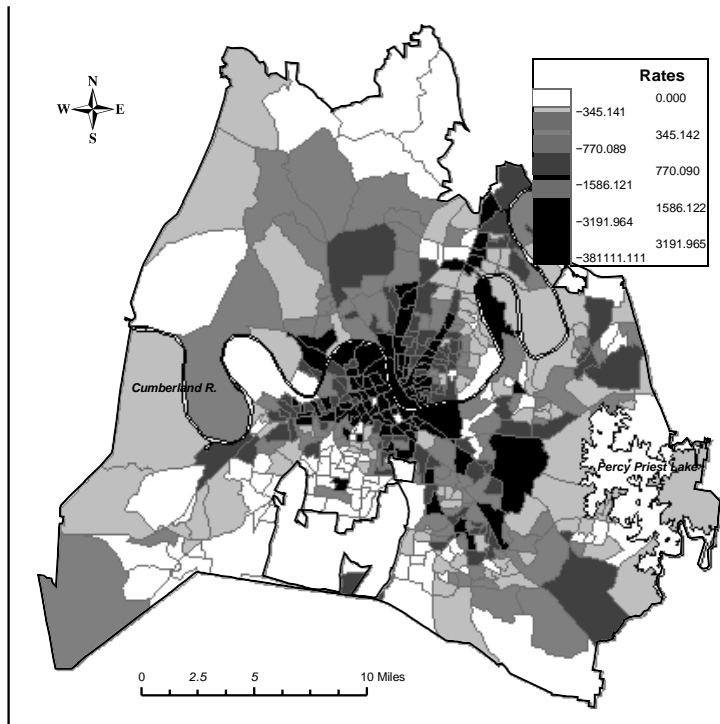 N
W E
S
Rates
0.000
−345.141
345.142
−770.089
770.090
−1586.121
1586.122
−3191.964
3191.965
−381111.111
Cumberland R.
Percy Priest Lake
0 2.5 5 10 Miles